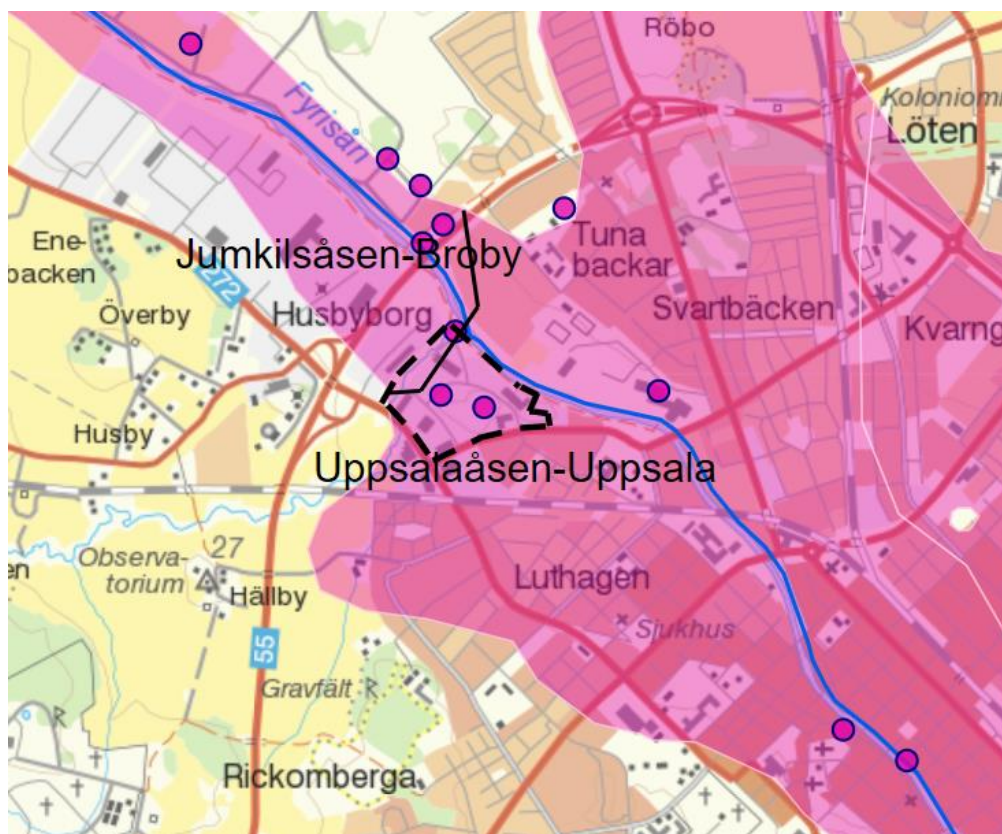 Röbo
Koloniom
Löten
Fyrisån
Ene-
backen
272
Jumkilsåsen-Broby
Tuna
backar
Överby
Husbyborg
Svartbäcken
Kvarng
Husby
Uppsalaåsen-Uppsala
Observa-
torium
27
en
Hällby
Luthagen
Sjukhus
55
Gravfält
R
Rickomberga
R